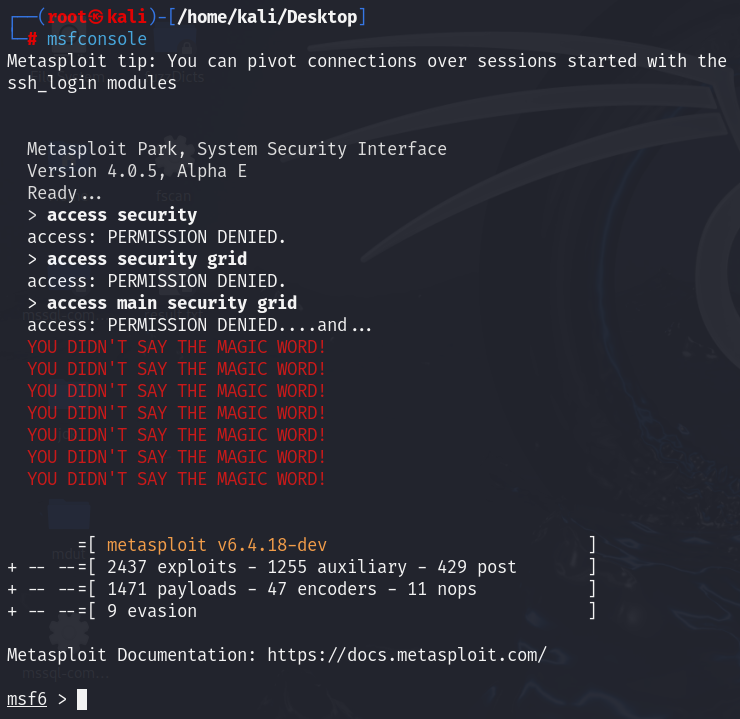 ┌──(root㉿kali)-[/home/kali/Desktop]
└─# msfconsole
Metasploit tip: You can pivot connections over sessions started with the
ssh_login modules
Metasploit Park, System Security Interface
Version 4.0.5, Alpha E
Ready...
> access security
access: PERMISSION DENIED.
> access security grid
access: PERMISSION DENIED.
> access main security grid
access: PERMISSION DENIED....and...
YOU DIDN'T SAY THE MAGIC WORD!
YOU DIDN'T SAY THE MAGIC WORD!
YOU DIDN'T SAY THE MAGIC WORD!
YOU DIDN'T SAY THE MAGIC WORD!
YOU DIDN'T SAY THE MAGIC WORD!
YOU DIDN'T SAY THE MAGIC WORD!
YOU DIDN'T SAY THE MAGIC WORD!
=[ metasploit v6.4.18-dev ]
+ -- --=[ 2437 exploits - 1255 auxiliary - 429 post ]
+ -- --=[ 1471 payloads - 47 encoders - 11 nops ]
+ -- --=[ 9 evasion ]
Metasploit Documentation: https://docs.metasploit.com/
msf6 >